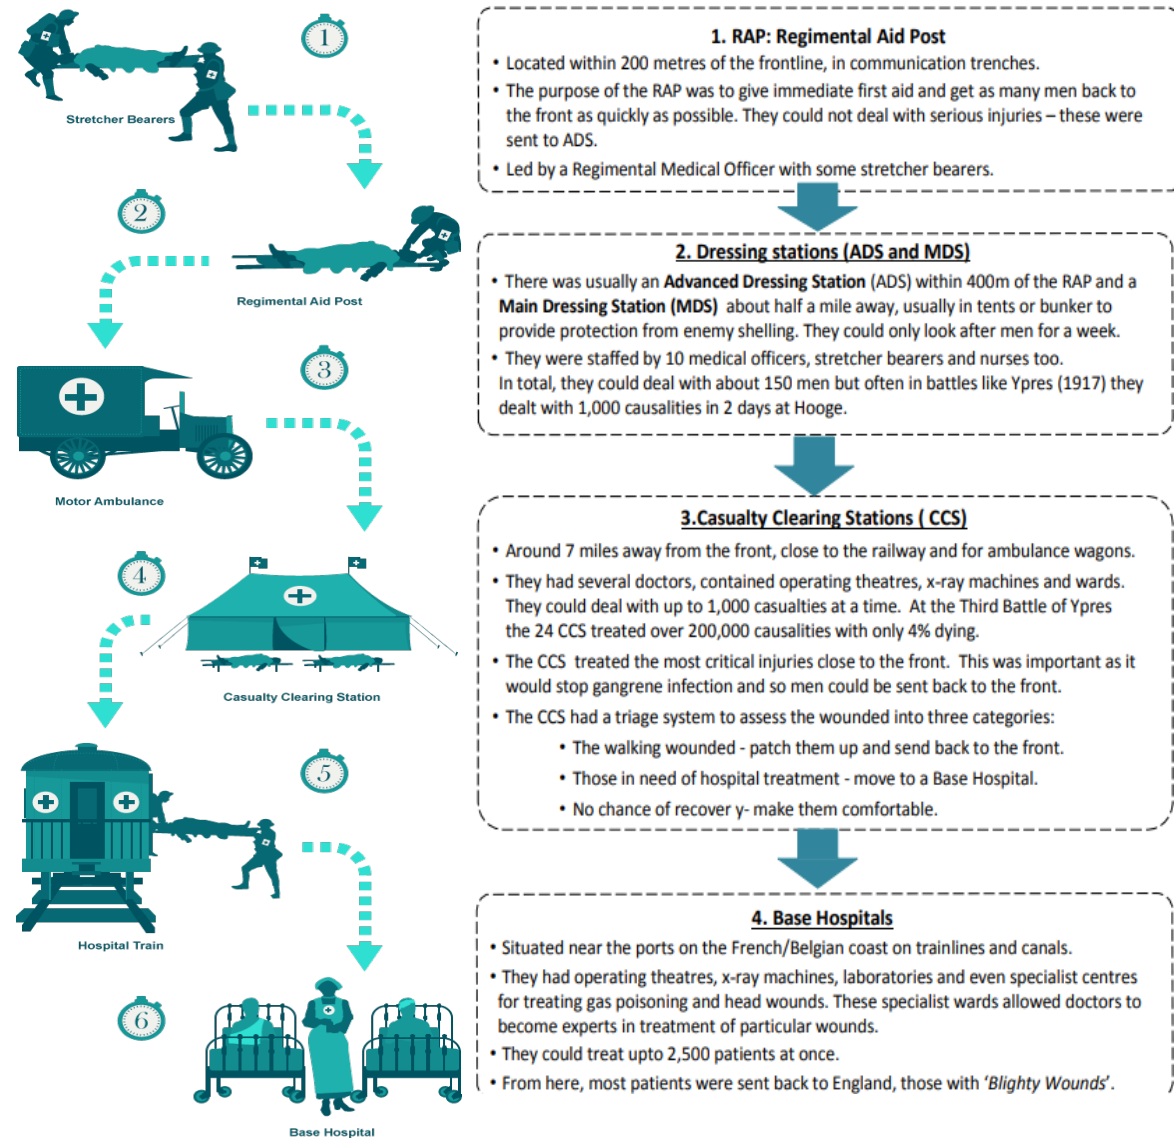 1
Stretcher Bearers
2
Regimental Aid Post
3
Motor Ambulance
4
Casualty Clearing Station
5
Hospital Train
6
Base Hospital
1. RAP: Regimental Aid Post
• Located within 200 metres of the frontline, in communication trenches.
• The purpose of the RAP was to give immediate first aid and get as many men back to
the front as quickly as possible. They could not deal with serious injuries – these were
sent to ADS.
• Led by a Regimental Medical Officer with some stretcher bearers.
2. Dressing stations (ADS and MDS)
• There was usually an Advanced Dressing Station (ADS) within 400m of the RAP and a
Main Dressing Station (MDS) about half a mile away, usually in tents or bunker to
provide protection from enemy shelling. They could only look after men for a week.
• They were staffed by 10 medical officers, stretcher bearers and nurses too.
In total, they could deal with about 150 men but often in battles like Ypres (1917) they
dealt with 1,000 causalities in 2 days at Hooge.
3.Casualty Clearing Stations ( CCS)
• Around 7 miles away from the front, close to the railway and for ambulance wagons.
• They had several doctors, contained operating theatres, x-ray machines and wards.
They could deal with up to 1,000 casualties at a time. At the Third Battle of Ypres
the 24 CCS treated over 200,000 causalities with only 4% dying.
• The CCS treated the most critical injuries close to the front. This was important as it
would stop gangrene infection and so men could be sent back to the front.
• The CCS had a triage system to assess the wounded into three categories:
• The walking wounded - patch them up and send back to the front.
• Those in need of hospital treatment - move to a Base Hospital.
• No chance of recover y- make them comfortable.
4. Base Hospitals
• Situated near the ports on the French/Belgian coast on trainlines and canals.
• They had operating theatres, x-ray machines, laboratories and even specialist centres
for treating gas poisoning and head wounds. These specialist wards allowed doctors to
become experts in treatment of particular wounds.
• They could treat upto 2,500 patients at once.
• From here, most patients were sent back to England, those with ‘Blighty Wounds’.